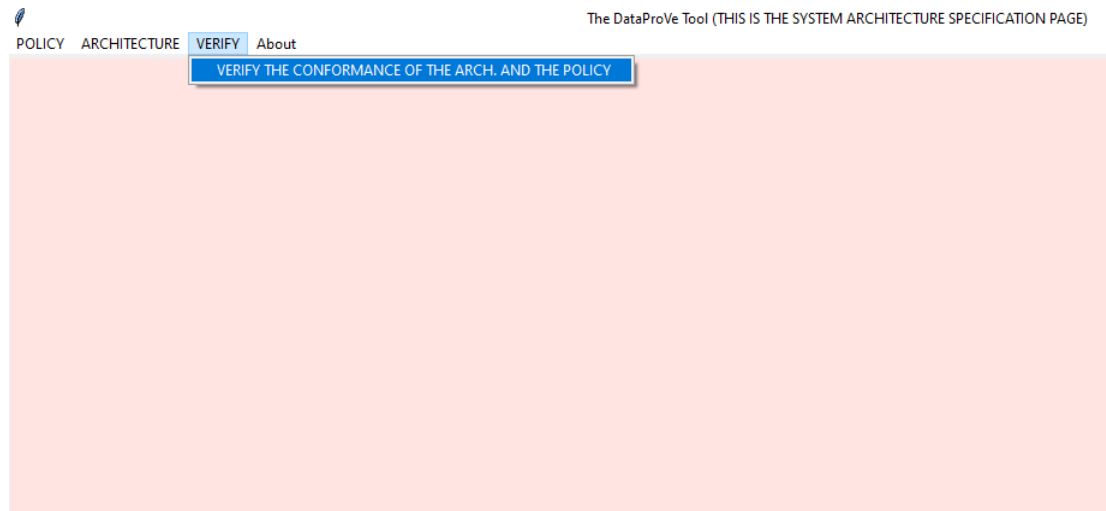 The DataProVe Tool (THIS IS THE SYSTEM ARCHITECTURE SPECIFICATION PAGE)
POLICY ARCHITECTURE VERIFY About
VERIFY THE CONFORMANCE OF THE ARCH. AND THE POLICY